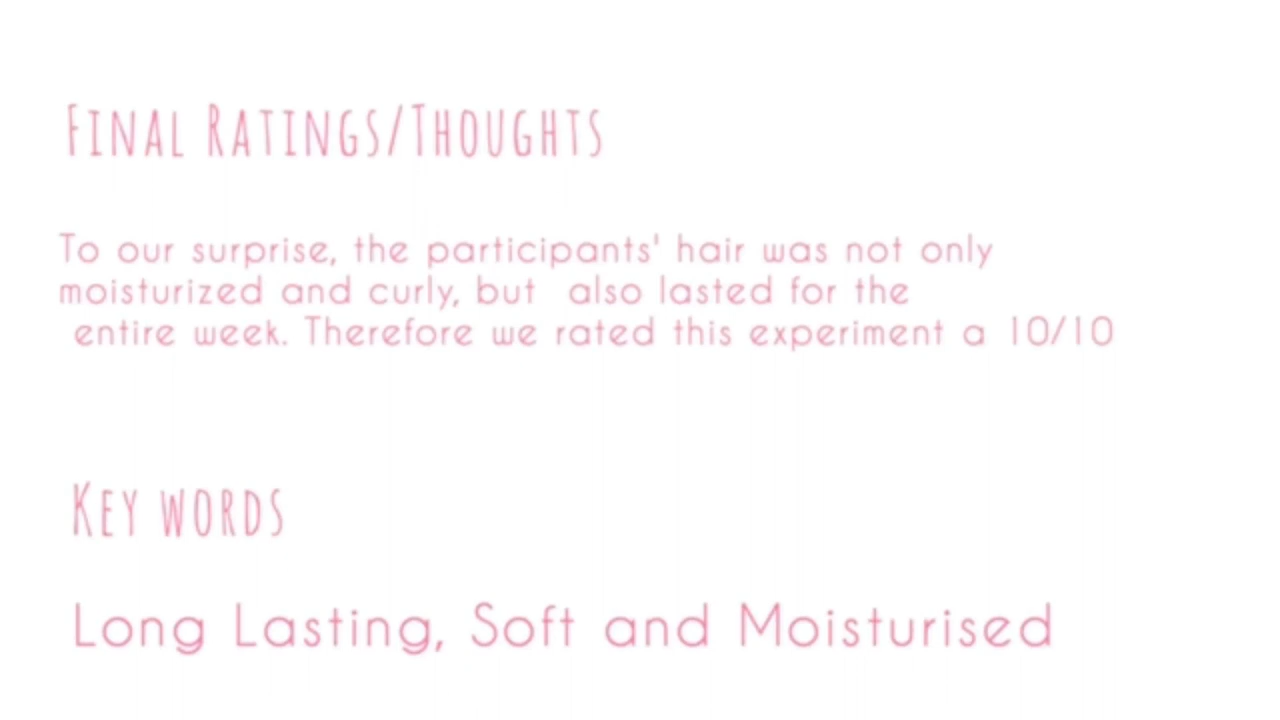 Final Ratings/Thoughts
To our surprise, the participants' hair was not only
moisturized and curly, but also lasted for the
entire week. Therefore we rated this experiment a 10/10
Key words
Long Lasting, Soft and Moisturised